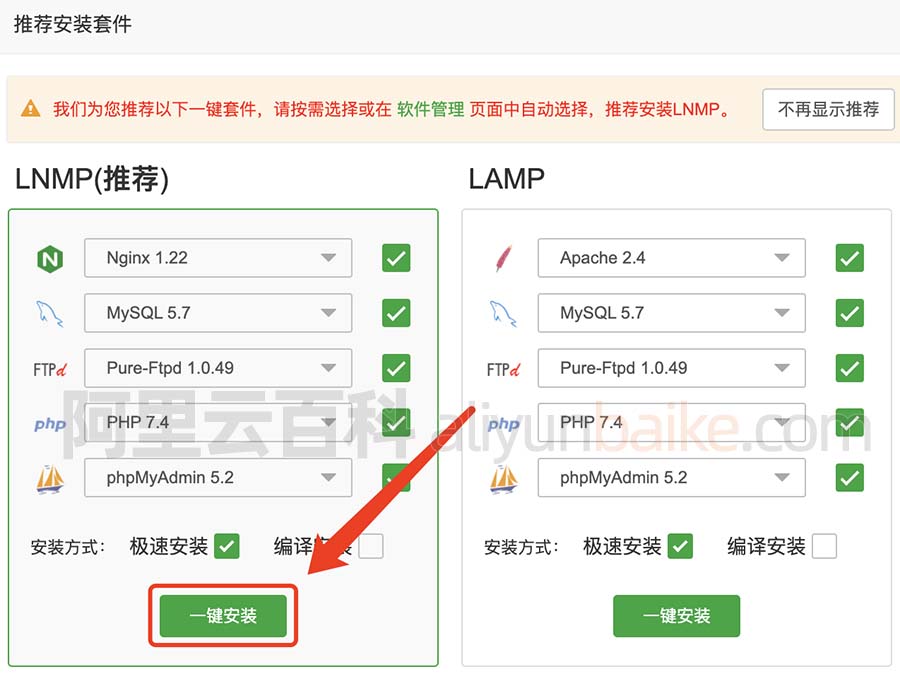 推荐安装套件
我们为您推荐以下一键套件，请按需选择或在 软件管理 页面中自动选择，推荐安装LNMP。
不再显示推荐
LNMP(推荐)
Nginx 1.22
MySQL 5.7
FTPd Pure-Ftpd 1.0.49
php PHP 7.4
phpMyAdmin 5.2
安装方式： 极速安装 编译安装
一键安装
LAMP
Apache 2.4
MySQL 5.7
FTPd Pure-Ftpd 1.0.49
php PHP 7.4
phpMyAdmin 5.2
安装方式： 极速安装 编译安装
一键安装
阿里云百科 aliyunbaike.com